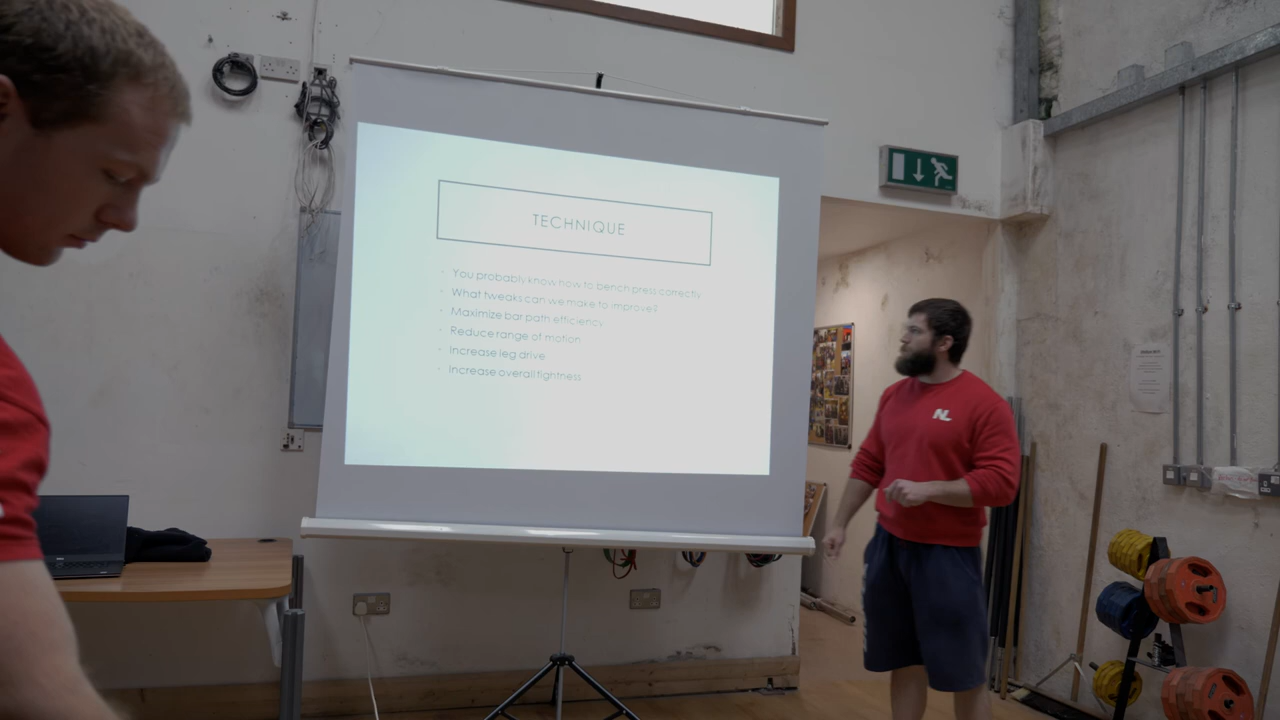 TECHNIQUE
You probably know how to bench press correctly
What tweaks can we make to improve?
Maximize bar path efficiency
Reduce range of motion
Increase leg drive
Increase overall tightness
NL